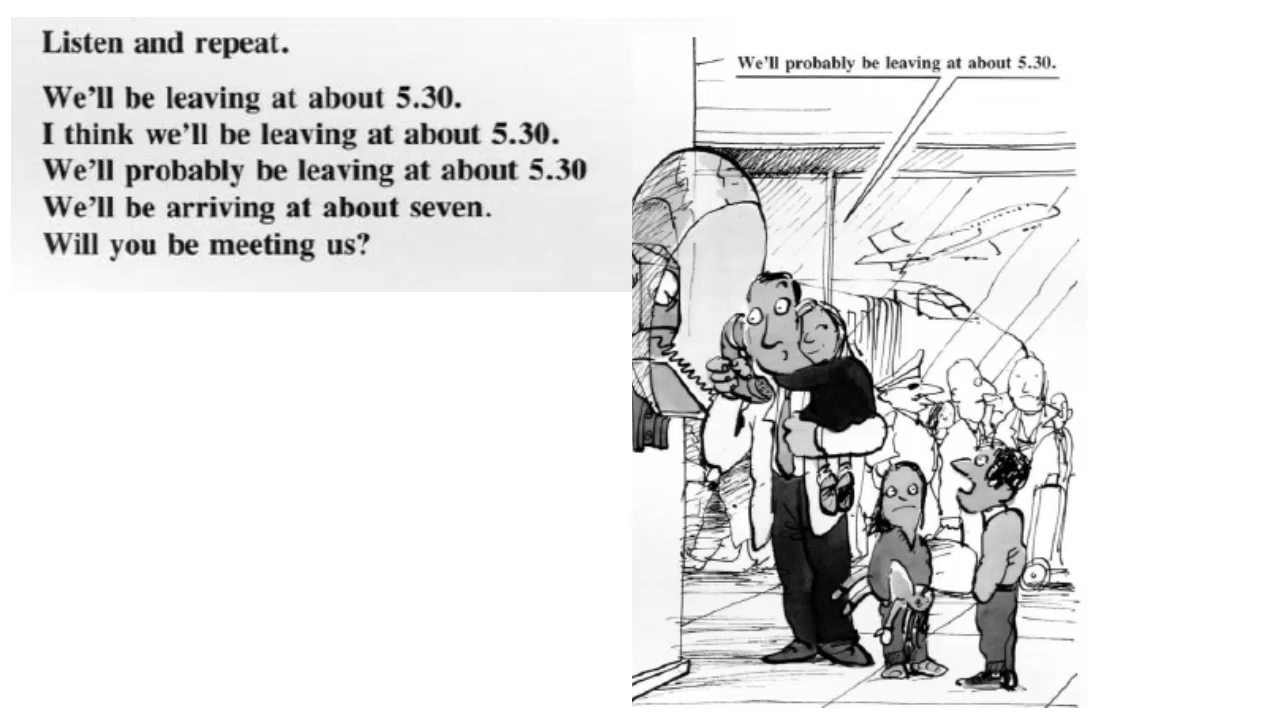 Listen and repeat.
We'll be leaving at about 5.30.
I think we'll be leaving at about 5.30.
We'll probably be leaving at about 5.30
We'll be arriving at about seven.
Will you be meeting us?
We'll probably be leaving at about 5.30.